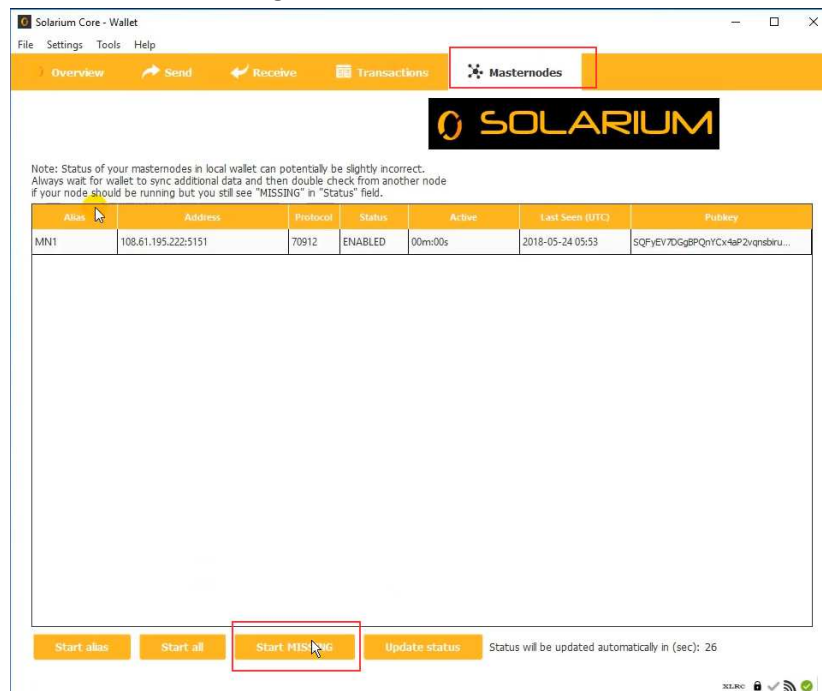 Solarium Core - Wallet
File Settings Tools Help
Overview Send Receive Transactions Masternodes
SOLARIUM
Note: Status of your masternodes in local wallet can potentially be slightly incorrect.
Always wait for wallet to sync additional data and then double check from another node
if your node should be running but you still see "MISSING" in "Status" field.
Alias Address Protocol Status Active Last Seen (UTC) Pubkey
MN1 108.61.195.222:5151 70912 ENABLED 00m:00s 2018-05-24 05:53 SQFyEV7DGgBPQnYCx4aP2vqnsbiru...
Start alias Start all Start MISSING Update status Status will be updated automatically in (sec): 26
XLRC